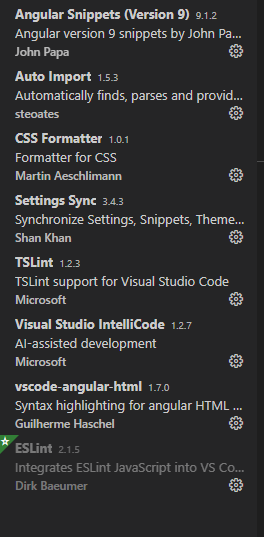 Angular Snippets (Version 9) 9.1.2
Angular version 9 snippets by John Pa...
John Papa
Auto Import 1.5.3
Automatically finds, parses and provid...
steoates
CSS Formatter 1.0.1
Formatter for CSS
Martin Aeschlimann
Settings Sync 3.4.3
Synchronize Settings, Snippets, Theme...
Shan Khan
TSLint 1.2.3
TSLint support for Visual Studio Code
Microsoft
Visual Studio IntelliCode 1.2.7
AI-assisted development
Microsoft
vscode-angular-html 1.7.0
Syntax highlighting for angular HTML ...
Guilherme Haschel
ESLint 2.1.5
Integrates ESLint JavaScript into VS Co...
Dirk Baeumer